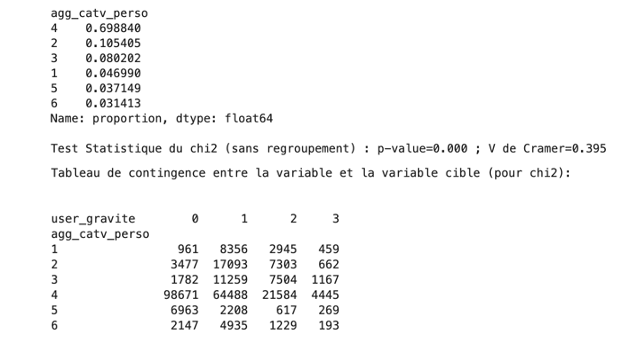 agg_catv_perso
4    0.698840
2    0.105405
3    0.080202
1    0.046990
5    0.037149
6    0.031413
Name: proportion, dtype: float64
Test Statistique du chi2 (sans regroupement) : p-value=0.000 ; V de Cramer=0.395
Tableau de contingence entre la variable et la variable cible (pour chi2):
user_gravite 0 1 2 3
agg_catv_perso
1 961 8356 2945 459
2 3477 17093 7303 662
3 1782 11259 7504 1167
4 98671 64488 21584 4445
5 6963 2208 617 269
6 2147 4935 1229 193